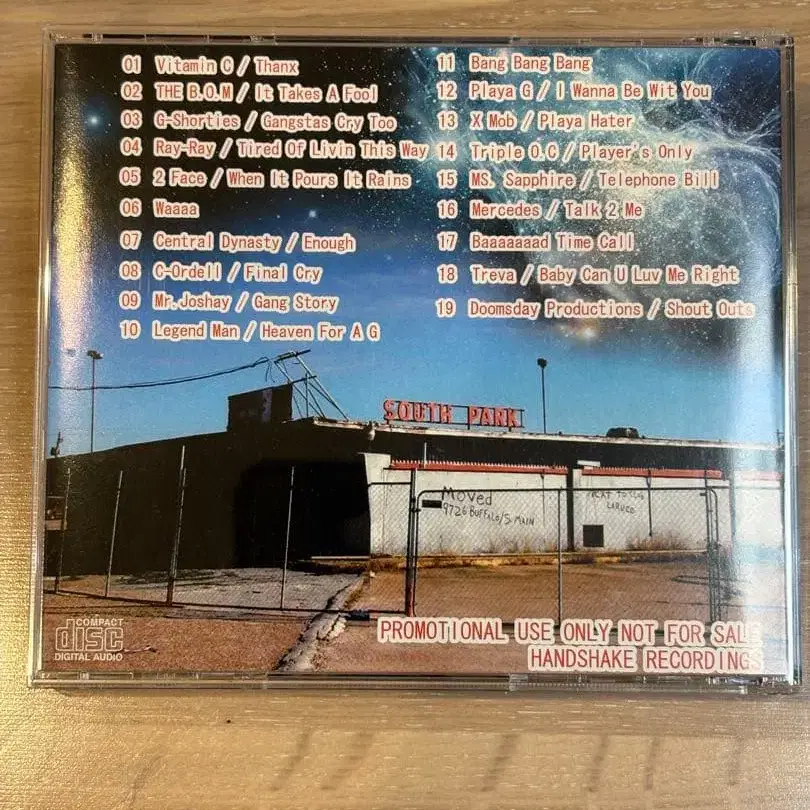 01 Vitamin C / Thanx
02 THE B.O.M / It Takes A Fool
03 G-Shorties / Gangstas Cry Too
04 Ray-Ray / Tired Of Livin This Way
05 2 Face / When It Pours It Rains
06 Waaaa
07 Central Dynasty / Enough
08 C-Ordell / Final Cry
09 Mr.Joshay / Gang Story
10 Legend Man / Heaven For A G
11 Bang Bang Bang
12 Playa G / I Wanna Be Wit You
13 X Mob / Playa Hater
14 Triple O.C / Player's Only
15 MS. Sapphire / Telephone Bill
16 Mercedes / Talk 2 Me
17 Baaaaaaad Time Call
18 Treva / Baby Can U Luv Me Right
19 Doomsday Productions / Shout Outs
SOUTH PARK
Moved
9726 BUFFALO/S. MAIN
NEXT TO
COMPACT
disc
DIGITAL AUDIO
PROMOTIONAL USE ONLY NOT FOR SALE
HANDSHAKE RECORDINGS